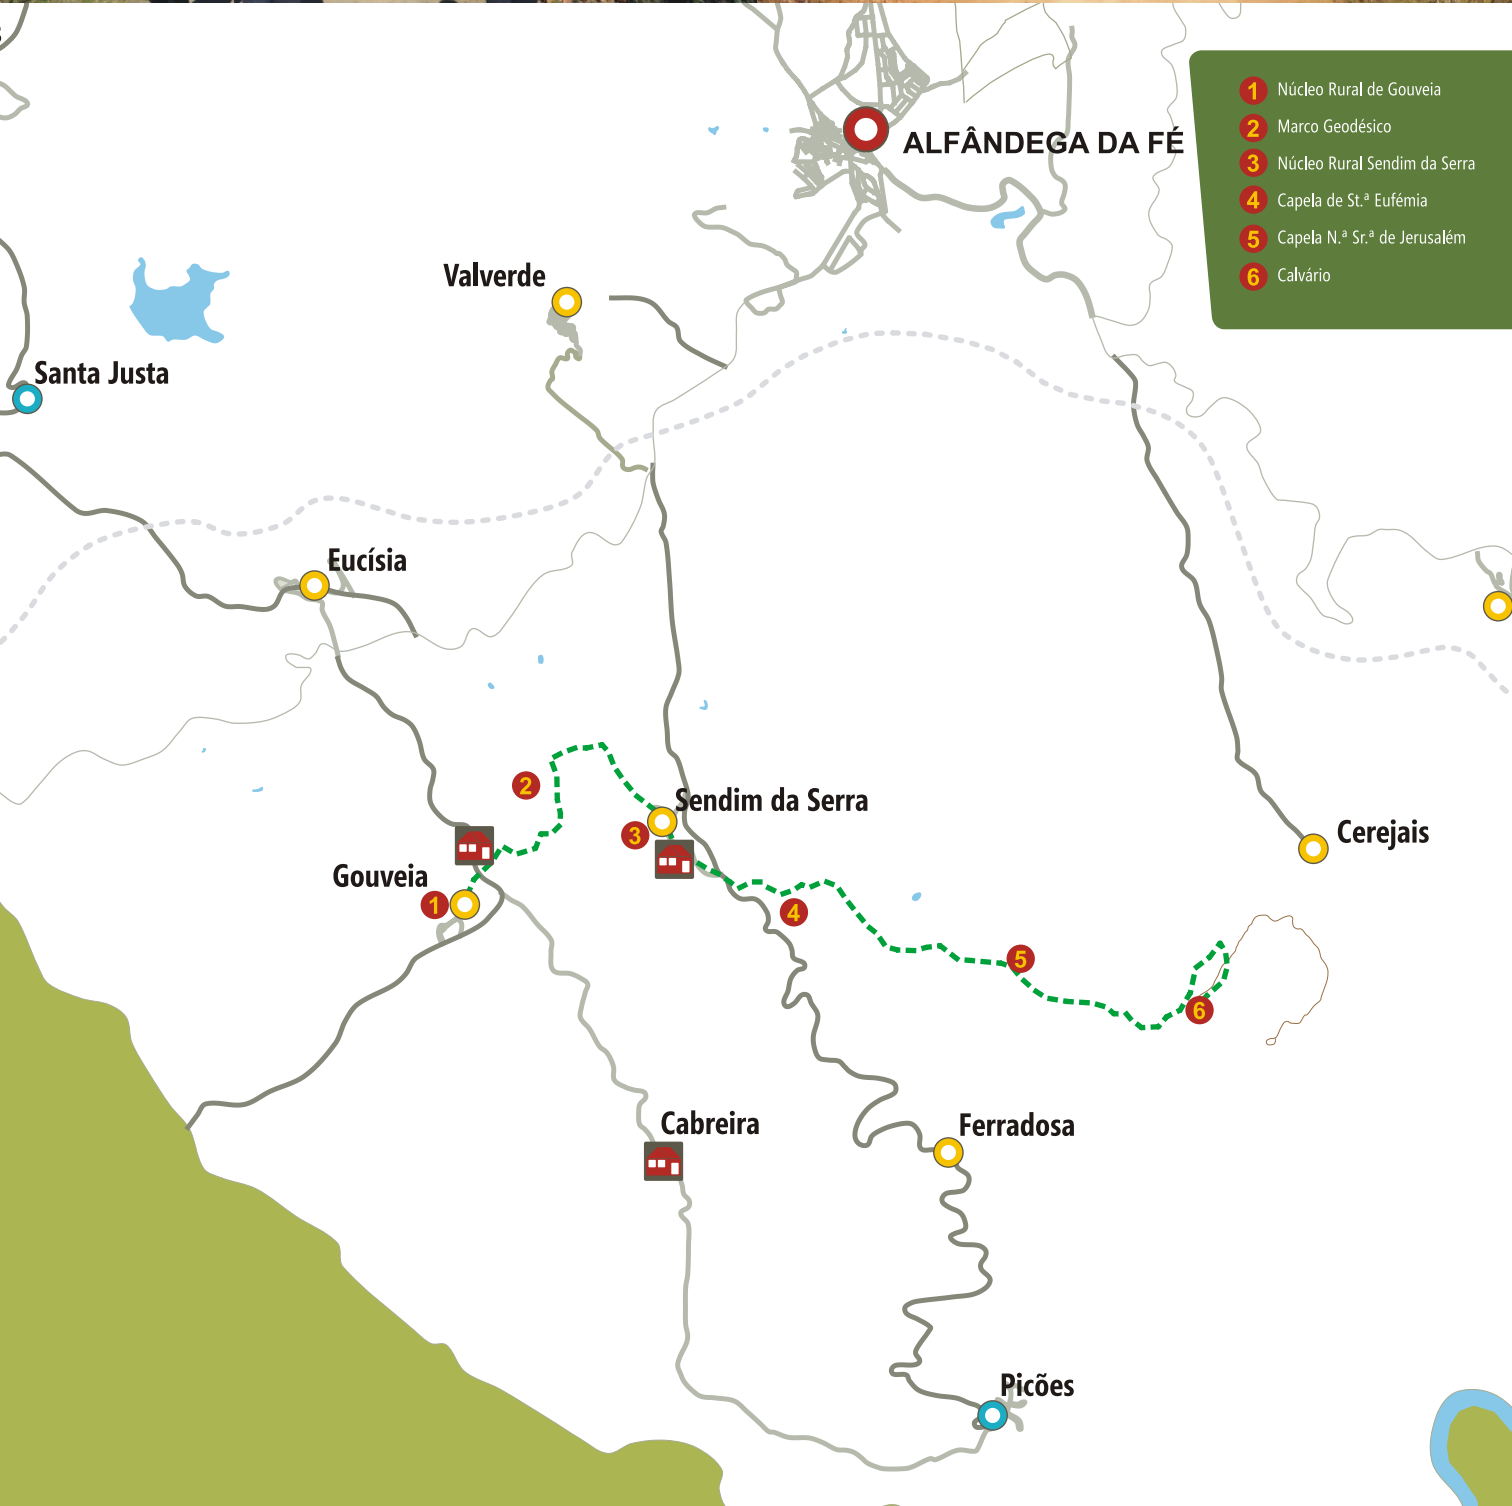 ALFÂNDEGA DA FÉ
1 Núcleo Rural de Gouveia
2 Marco Geodésico
3 Núcleo Rural Sendim da Serra
4 Capela de St.ª Eufémia
5 Capela N.ª Sr.ª de Jerusalém
6 Calvário
Valverde
Santa Justa
Eucísia
2
Sendim da Serra
3
Cerejais
Gouveia
1
4
5
6
Cabreira
Ferradosa
Picões